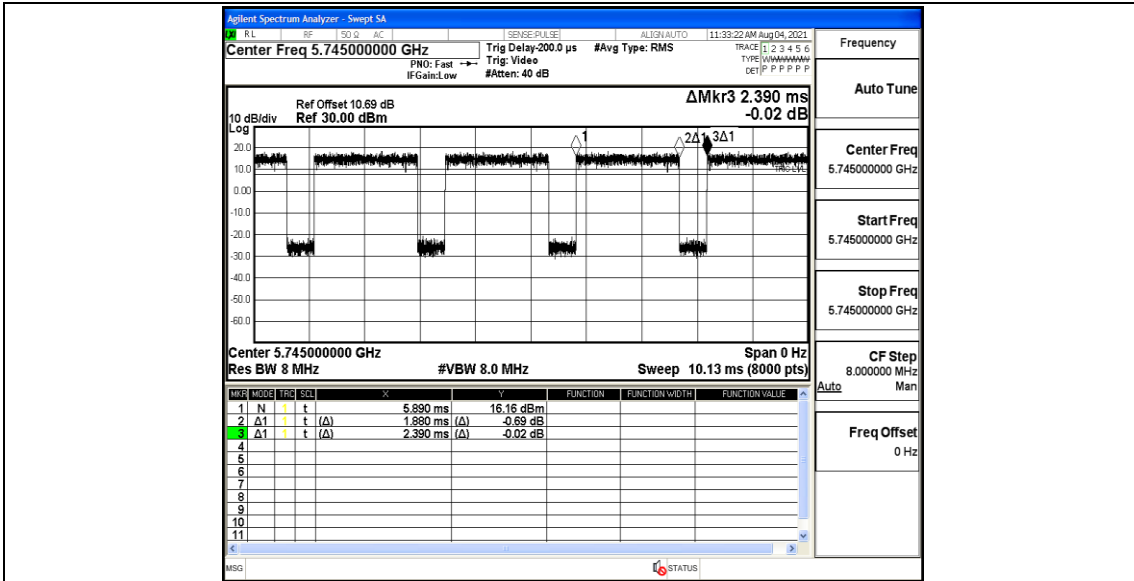 Agilent Spectrum Analyzer - Swept SA
LXI RL RF 50 Ω AC SENSE:PULSE ALIGN AUTO 11:33:22 AM Aug 04, 2021
Center Freq 5.745000000 GHz
PNO: Fast
IFGain:Low
Trig Delay-200.0 µs
Trig: Video
#Atten: 40 dB
#Avg Type: RMS
TRACE 1 2 3 4 5 6
TYPE WWWWWW
DET P P P P P P
ΔMkr3 2.390 ms
-0.02 dB
Ref Offset 10.69 dB
10 dB/div Ref 30.00 dBm
Log
20.0
10.0
0.00
-10.0
-20.0
-30.0
-40.0
-50.0
-60.0
1
2Δ1
3Δ1
TRIG LVL
Center 5.745000000 GHz Span 0 Hz
Res BW 8 MHz #VBW 8.0 MHz Sweep 10.13 ms (8000 pts)
MKR MODE TRC SCL X Y FUNCTION FUNCTION WIDTH FUNCTION VALUE
1 N 1 t 5.890 ms 16.16 dBm
2 Δ1 1 t (Δ) 1.880 ms (Δ) -0.69 dB
3 Δ1 1 t (Δ) 2.390 ms (Δ) -0.02 dB
4
5
6
7
8
9
10
11
MSG STATUS
Frequency
Auto Tune
Center Freq
5.745000000 GHz
Start Freq
5.745000000 GHz
Stop Freq
5.745000000 GHz
CF Step
8.000000 MHz
Auto Man
Freq Offset
0 Hz